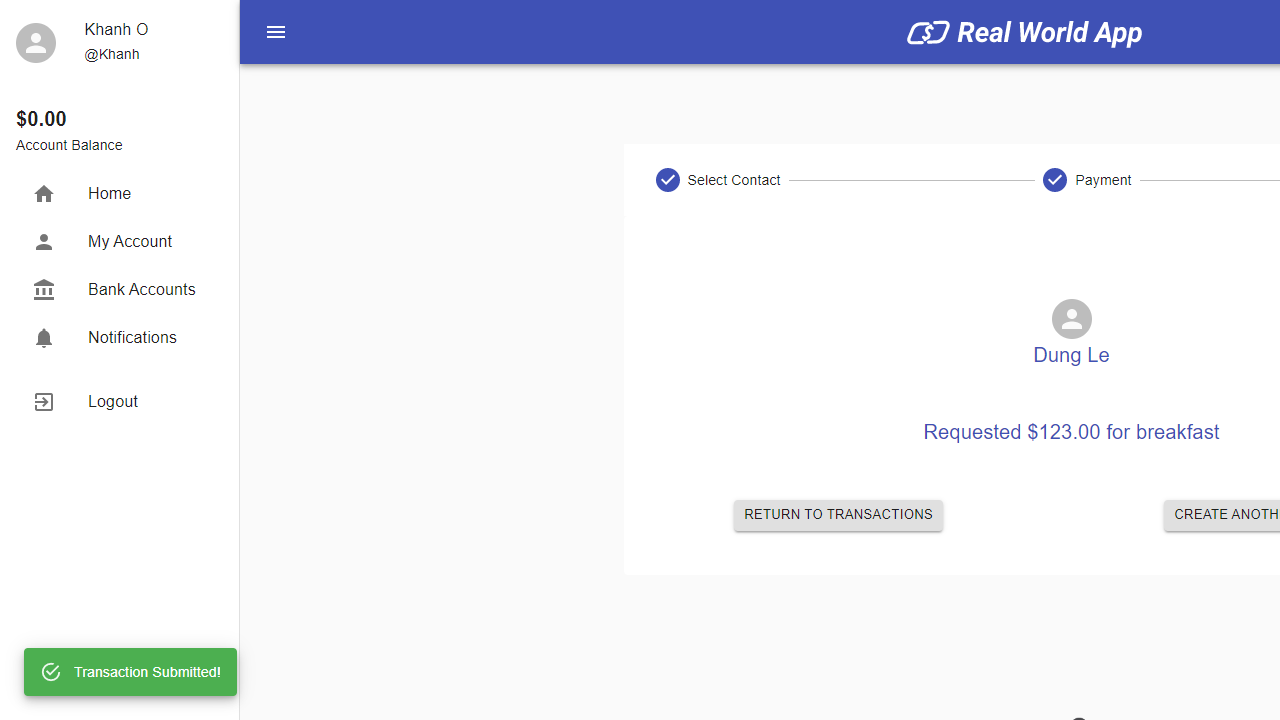 Khanh O
@Khanh
$0.00
Account Balance
Home
My Account
Bank Accounts
Notifications
Logout
Transaction Submitted!
Real World App
Select Contact
Payment
Dung Le
Requested $123.00 for breakfast
RETURN TO TRANSACTIONS
CREATE ANOTH